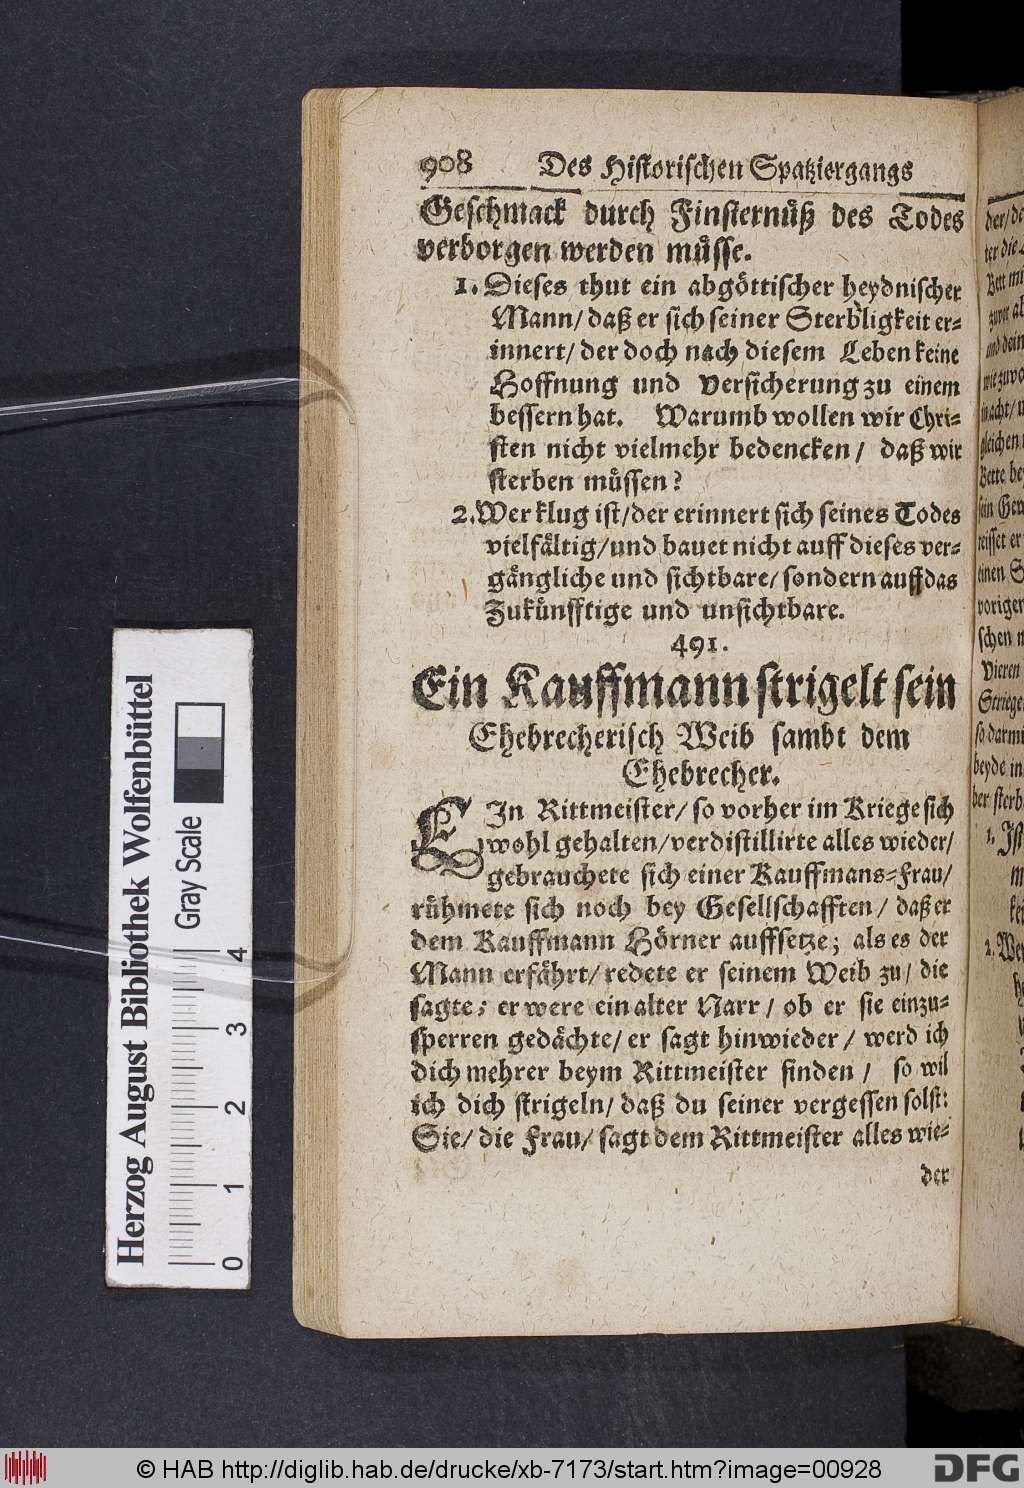 908 Des Historischen Spatziergangs
Geschmack durch Finsternüß des Todes
verborgen werden müsse.
1. Dieses thut ein abgöttischer heydnischer
Mann/ daß er sich seiner Sterbligkeit er=
innert/ der doch nach diesem Leben keine
Hoffnung und Versicherung zu einem
bessern hat. Warumb wollen wir Chri=
sten nicht vielmehr bedencken/ daß wir
sterben müssen?
2. Wer klug ist/ der erinnert sich seines Todes
vielfältig/ und bauet nicht auff dieses ver=
gängliche und sichtbare/ sondern auff das
Zukünfftige und unsichtbare.
491.
Ein Kauffmann strigelt sein
Ehebrecherisch Weib sambt dem
Ehebrecher.
EIn Rittmeister/ so vorher im Kriege sich
wohl gehalten/ verdistillirte alles wieder/
gebrauchete sich einer Kauffmans=Frau/
rühmete sich noch bey Gesellschafften/ daß er
dem Kauffmann Hörner auffsetze; als es der
Mann erfährt/ redete er seinem Weib zu/ die
sagte; er were ein alter Narr/ ob er sie einzu=
sperren gedächte/ er sagt hinwieder/ werd ich
dich mehrer beym Rittmeister finden/ so wil
ich dich strigeln/ daß du seiner vergessen solst:
Sie/ die Frau/ sagt dem Rittmeister alles wie=
der
Herzog August Bibliothek Wolfenbüttel
Gray Scale
0 1 2 3 4
© HAB http://diglib.hab.de/drucke/xb-7173/start.htm?image=00928
DFG